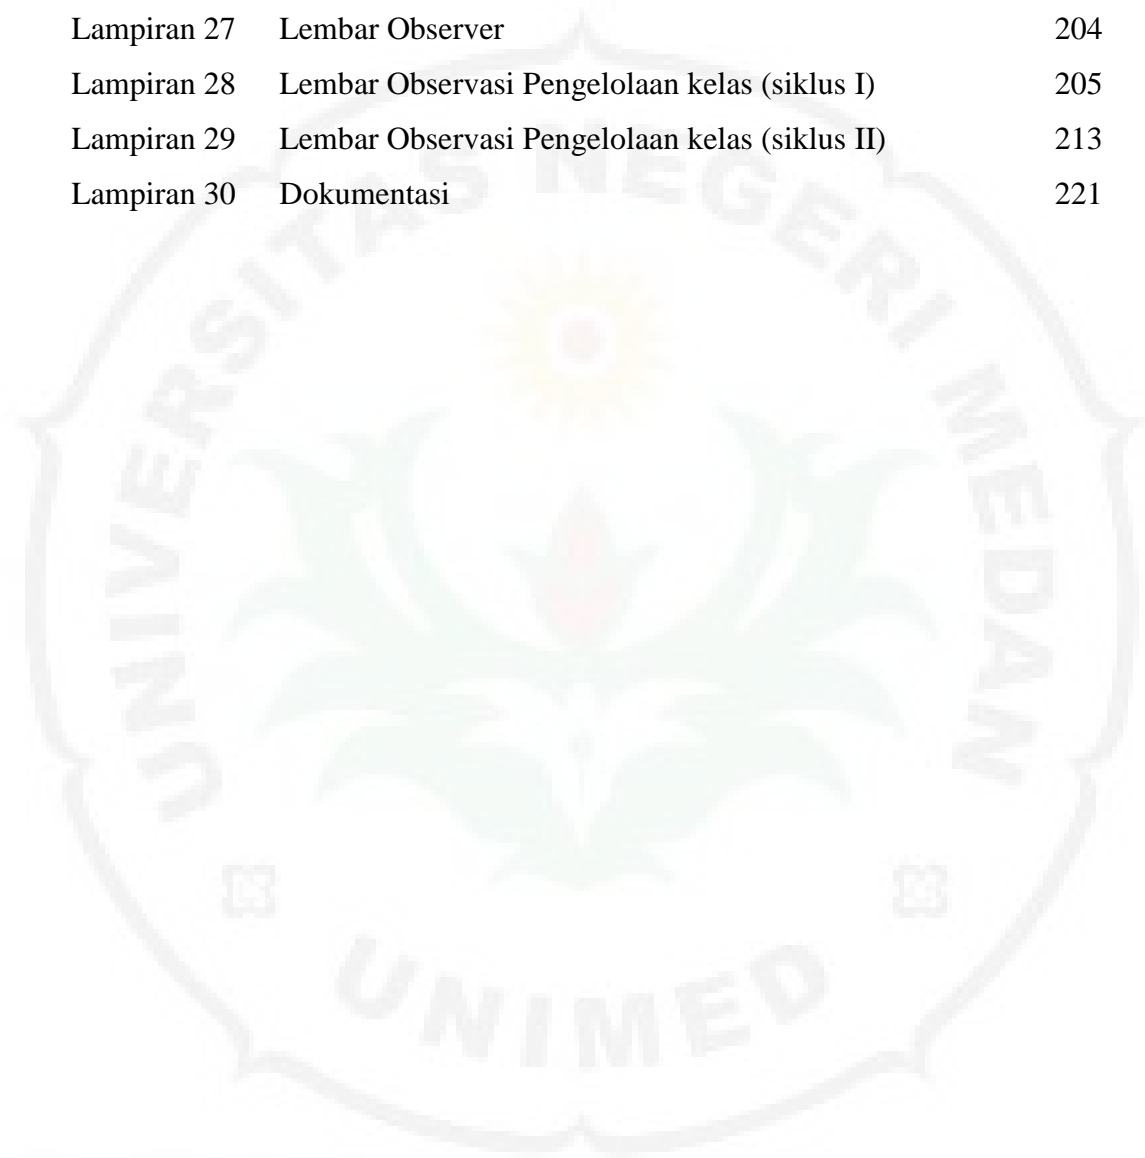 Lampiran 27 Lembar Observer 204
Lampiran 28 Lembar Observasi Pengelolaan kelas (siklus I) 205
Lampiran 29 Lembar Observasi Pengelolaan kelas (siklus II) 213
Lampiran 30 Dokumentasi 221
UNIVERSITAS NEGERI MEDAN
UNIMED